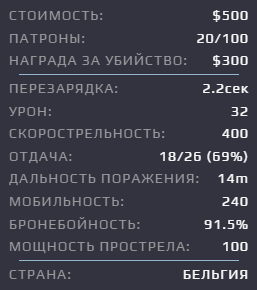 СТОИМОСТЬ: $500
ПАТРОНЫ: 20/100
НАГРАДА ЗА УБИЙСТВО: $300
ПЕРЕЗАРЯДКА: 2.2сек
УРОН: 32
СКОРОСТРЕЛЬНОСТЬ: 400
ОТДАЧА: 18/26 (69%)
ДАЛЬНОСТЬ ПОРАЖЕНИЯ: 14m
МОБИЛЬНОСТЬ: 240
БРОНЕБОЙНОСТЬ: 91.5%
МОЩНОСТЬ ПРОСТРЕЛА: 100
СТРАНА: БЕЛЬГИЯ